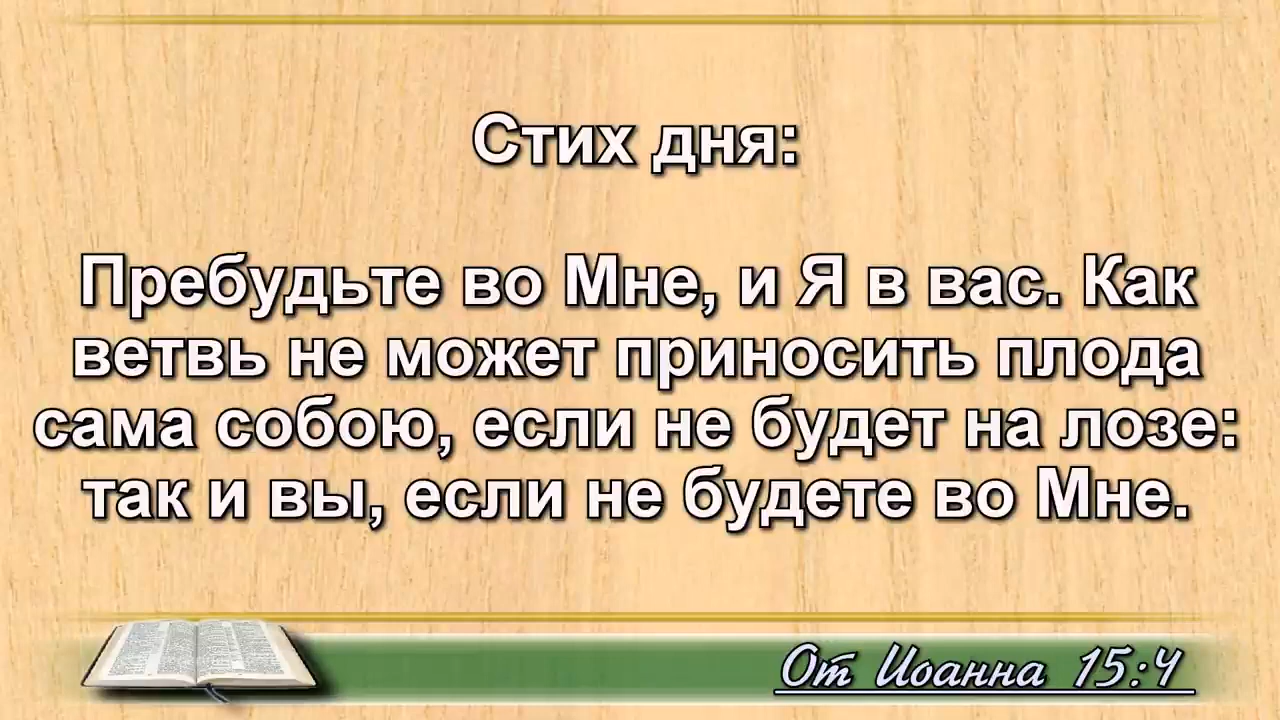 Стих дня:
Пребудьте во Мне, и Я в вас. Как
ветвь не может приносить плода
сама собою, если не будет на лозе:
так и вы, если не будете во Мне.
От Иоанна 15:4